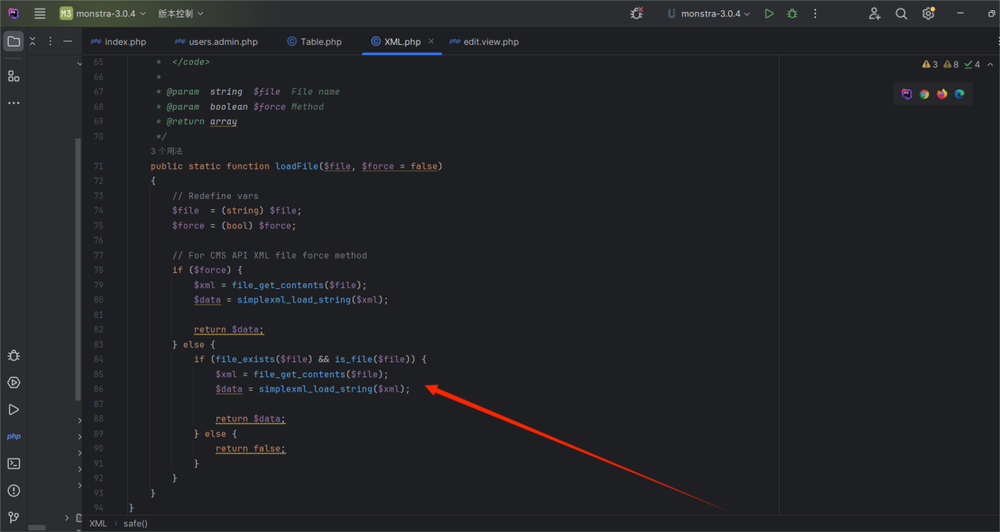 M3 monstra-3.0.4 版本控制 monstra-3.0.4
php index.php php users.admin.php Table.php XML.php php edit.view.php
3 8 4
65 * </code>
66 *
67 * @param string $file File name
68 * @param boolean $force Method
69 * @return array
70 */
3 个用法
71 public static function loadFile($file, $force = false)
72 {
73 // Redefine vars
74 $file = (string) $file;
75 $force = (bool) $force;
76
77 // For CMS API XML file force method
78 if ($force) {
79 $xml = file_get_contents($file);
80 $data = simplexml_load_string($xml);
81
82 return $data;
83 } else {
84 if (file_exists($file) && is_file($file)) {
85 $xml = file_get_contents($file);
86 $data = simplexml_load_string($xml);
87
88 return $data;
89 } else {
90 return false;
91 }
92 }
93 }
94 }
php
XML > safe()